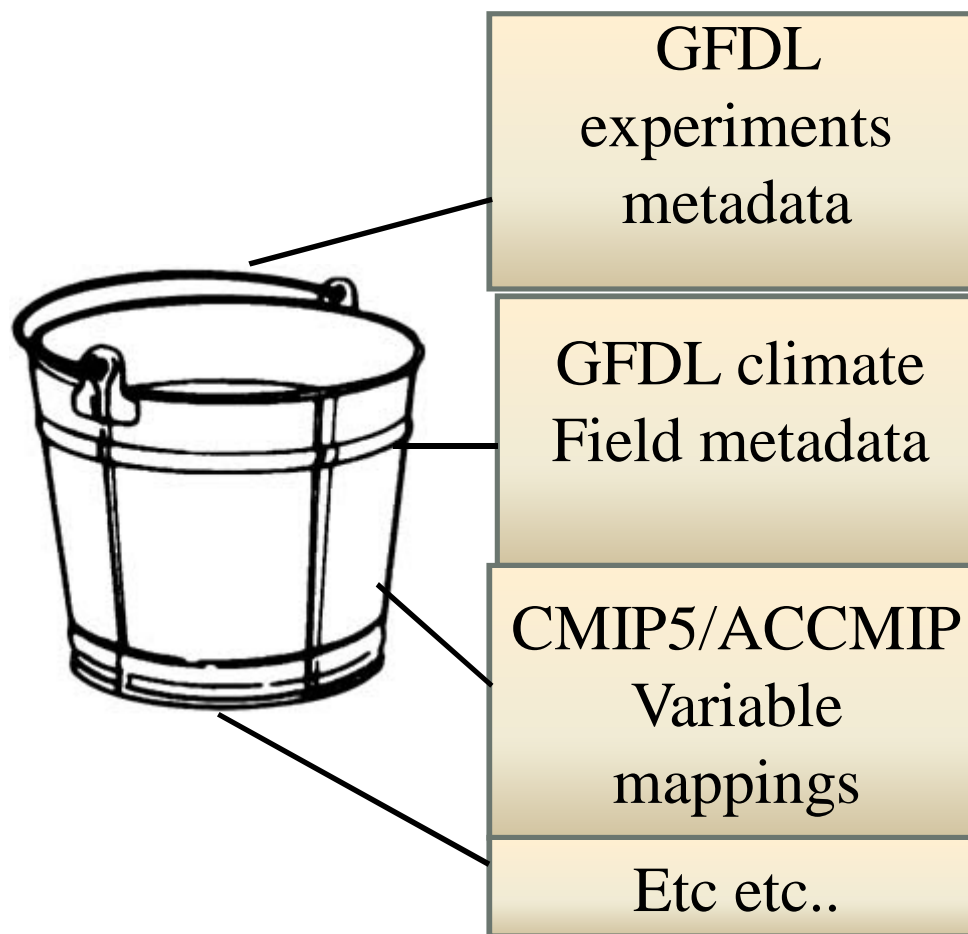 GFDL
experiments
metadata
GFDL climate
Field metadata
CMIP5/ACCMIP
Variable
mappings
Etc etc..